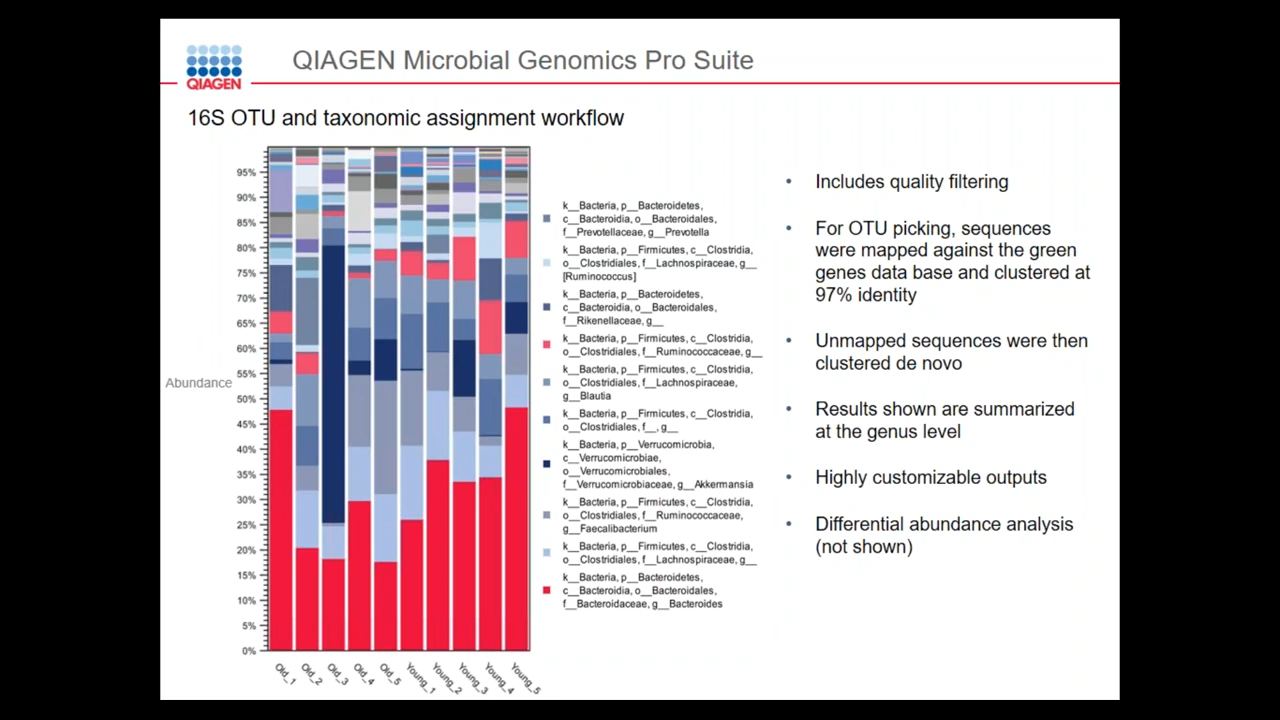 QIAGEN
QIAGEN Microbial Genomics Pro Suite
16S OTU and taxonomic assignment workflow
Abundance
95%
90%
85%
80%
75%
70%
65%
60%
55%
50%
45%
40%
35%
30%
25%
20%
15%
10%
5%
0%
Old_1
Old_2
Old_3
Old_4
Old_5
Young_1
Young_2
Young_3
Young_4
Young_5
k__Bacteria, p__Bacteroidetes,
c__Bacteroidia, o__Bacteroidales,
f__Prevotellaceae, g__Prevotella
k__Bacteria, p__Firmicutes, c__Clostridia,
o__Clostridiales, f__Lachnospiraceae, g__
[Ruminococcus]
k__Bacteria, p__Bacteroidetes,
c__Bacteroidia, o__Bacteroidales,
f__Rikenellaceae, g__
k__Bacteria, p__Firmicutes, c__Clostridia,
o__Clostridiales, f__Ruminococcaceae, g__
k__Bacteria, p__Firmicutes, c__Clostridia,
o__Clostridiales, f__Lachnospiraceae,
g__Blautia
k__Bacteria, p__Firmicutes, c__Clostridia,
o__Clostridiales, f__, g__
k__Bacteria, p__Verrucomicrobia,
c__Verrucomicrobiae,
o__Verrucomicrobiales,
f__Verrucomicrobiaceae, g__Akkermansia
k__Bacteria, p__Firmicutes, c__Clostridia,
o__Clostridiales, f__Ruminococcaceae,
g__Faecalibacterium
k__Bacteria, p__Firmicutes, c__Clostridia,
o__Clostridiales, f__Lachnospiraceae, g__
k__Bacteria, p__Bacteroidetes,
c__Bacteroidia, o__Bacteroidales,
f__Bacteroidaceae, g__Bacteroides
• Includes quality filtering
• For OTU picking, sequences
were mapped against the green
genes data base and clustered at
97% identity
• Unmapped sequences were then
clustered de novo
• Results shown are summarized
at the genus level
• Highly customizable outputs
• Differential abundance analysis
(not shown)